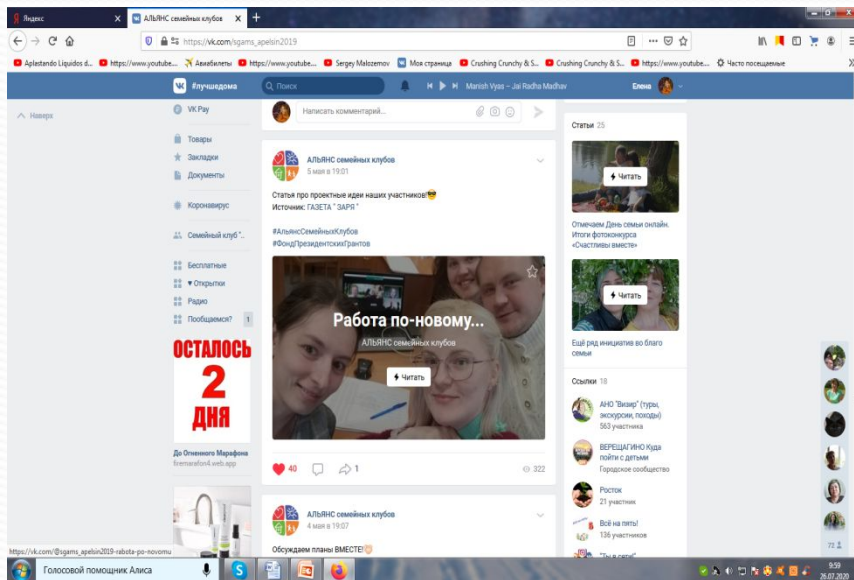 Яндекс
АЛЬЯНС семейных клубов
https://vk.com/sgams_apelsin2019
Aplestando Liquidos d...
https://www.youtube...
Авиабилеты
https://www.youtube...
Sergey Malozemov
Моя страница
Crushing Crunchy & S...
Crushing Crunchy & S...
https://www.youtube...
Часто посещаемые
#лучшедома
Поиск
Manish Vyas – Jai Radha Madhav
Елена
Наверх
VK Pay
Товары
Закладки
Документы
Коронавирус
Семейный клуб "..
Бесплатные
▼ Открытки
Радио
Пообщаемся? 1
ОСТАЛОСЬ
2
ДНЯ
До Огненного Марафона
firemarafon4.web.app
Написать комментарий...
АЛЬЯНС семейных клубов
5 мая в 19:01
Статья про проектные идеи наших участников!
Источник: ГАЗЕТА " ЗАРЯ "
#АльянсСемейныхКлубов
#ФондПрезидентскихГрантов
Работа по-новому...
АЛЬЯНС семейных клубов
Читать
40
1
322
АЛЬЯНС семейных клубов
4 мая в 19:07
Обсуждаем планы ВМЕСТЕ!
Статьи 25
Читать
Отмечаем День семьи онлайн.
Итоги фотоконкурса
«Счастливы вместе»
Читать
Ещё ряд инициатив во благо
семьи
Ссылки 18
АНО "Визир" (туры,
экскурсии, походы)
563 участника
ВЕРЕЩАГИНО Куда
пойти с детьми
Городское сообщество
Росток
21 участник
Всё на пять!
136 участников
"Ты в сети"
72
https://vk.com/@sgams_apelsin2019-rabota-po-novomu
Голосовой помощник Алиса
9:59
26.07.2020